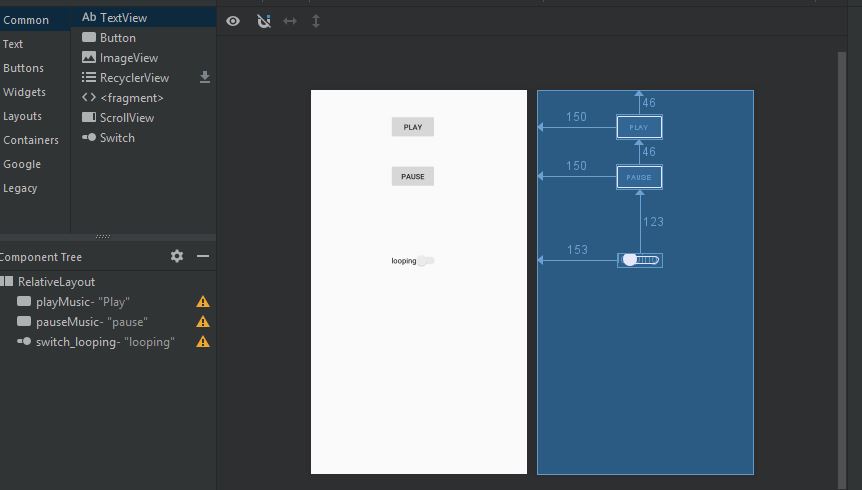 Common
Text
Buttons
Widgets
Layouts
Containers
Google
Legacy
Ab TextView
Button
ImageView
RecyclerView
<fragment>
ScrollView
Switch
Component Tree
RelativeLayout
playMusic- "Play"
pauseMusic- "pause"
switch_looping- "looping"
PLAY
PAUSE
looping
46
150
PLAY
46
150
PAUSE
123
153